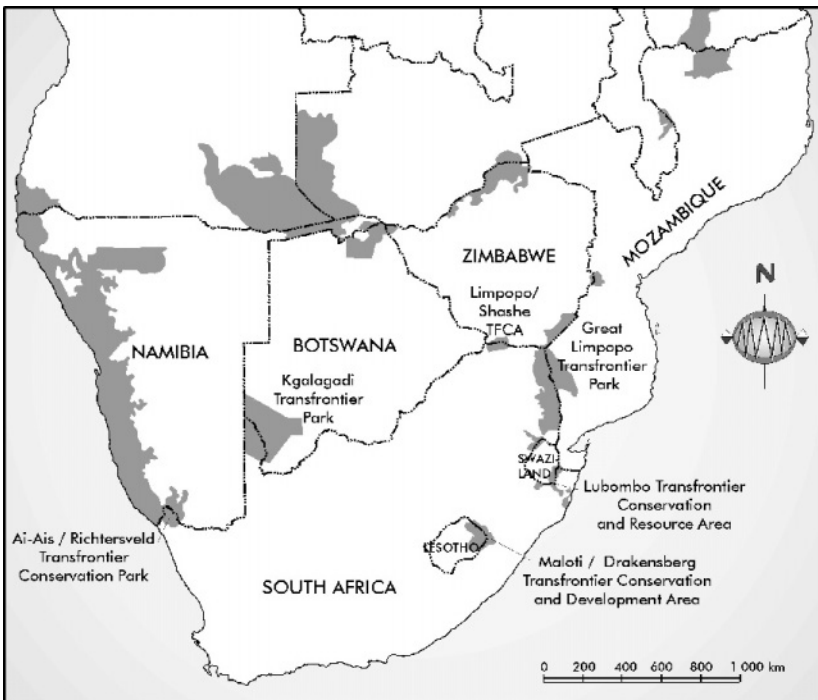 N
MOZAMBIQUE
ZIMBABWE
Limpopo/
Shashe
TFCA
Great
Limpopo
Transfrontier
Park
NAMIBIA
BOTSWANA
Kgalagadi
Transfrontier
Park
SWAZI-
LAND
Lubombo Transfrontier
Conservation
and Resource Area
Ai-Ais / Richtersveld
Transfrontier
Conservation Park
LESOTHO
Maloti / Drakensberg
Transfrontier Conservation
and Development Area
SOUTH AFRICA
0 200 400 600 800 1 000 km